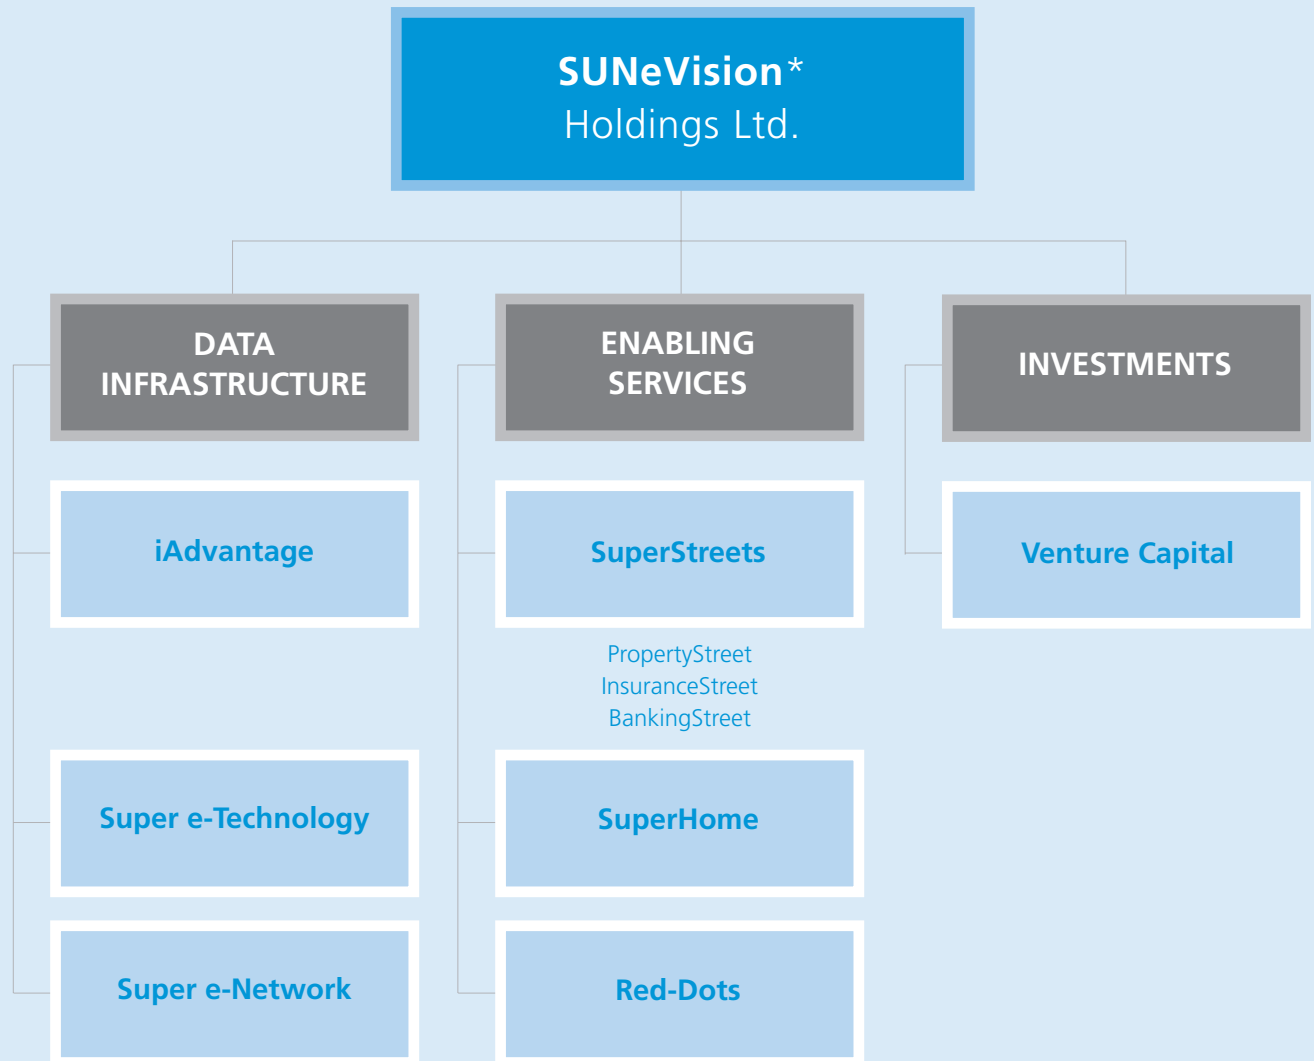 SUNeVision*
Holdings Ltd.
DATA
INFRASTRUCTURE
ENABLING
SERVICES
INVESTMENTS
iAdvantage
SuperStreets
Venture Capital
PropertyStreet
InsuranceStreet
BankingStreet
Super e-Technology
SuperHome
Super e-Network
Red-Dots